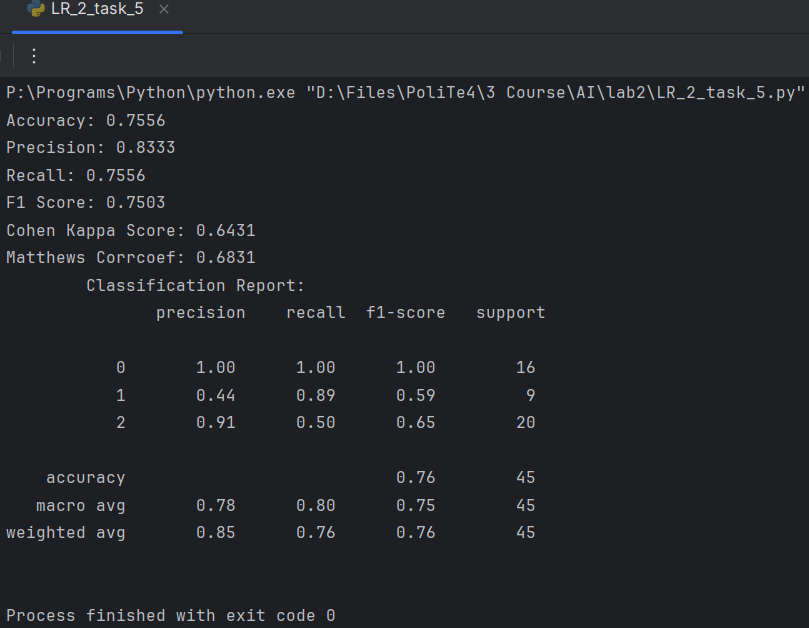 LR_2_task_5
P:\Programs\Python\python.exe "D:\Files\PoliTe4\3 Course\AI\lab2\LR_2_task_5.py"
Accuracy: 0.7556
Precision: 0.8333
Recall: 0.7556
F1 Score: 0.7503
Cohen Kappa Score: 0.6431
Matthews Corrcoef: 0.6831
Classification Report:
precision recall f1-score support
0 1.00 1.00 1.00 16
1 0.44 0.89 0.59 9
2 0.91 0.50 0.65 20
accuracy 0.76 45
macro avg 0.78 0.80 0.75 45
weighted avg 0.85 0.76 0.76 45
Process finished with exit code 0